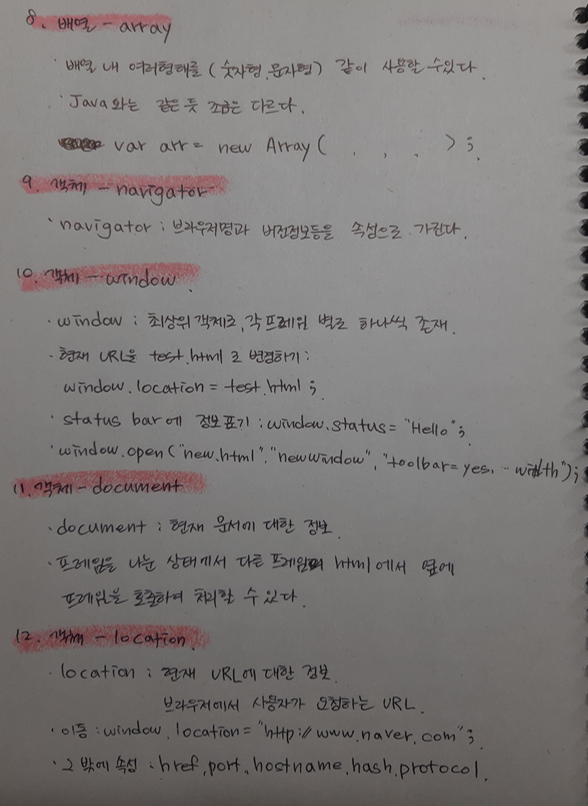 8. 배열 - array
· 배열 내 여러형태를 (숫자형.문자형) 같이 사용할 수있다.
· Java 와는 같은 듯 조금은 다르다.
var arr = new Array ( . , . ) ;
9. 객체 - navigator
· navigator : 브라우저명과 버전정보등을 속성으로 가진다.
10. 객체 - window
· window : 최상위 객체로, 각 프레임 별로 하나씩 존재.
· 현재 URL을 test.html 로 변경하기 :
window.location = test.html ;
· status bar 에 정보표기 : window.status = "Hello" ;
· window.open ("new.html", "newwindow", "toolbar=yes, ‥ width");
11. 객체 - document
· document : 현재 문서에 대한 정보.
· 프레임을 나눈 상태에서 다른 프레임의 html 에서 옆에
프레임을 호출하여 처리할 수 있다.
12. 객체 - location
· location : 현재 URL에 대한 정보
브라우저에서 사용자가 요청하는 URL.
· 이동 : window.location = "http://www.naver.com" ;
· 그 밖에 속성 : href, port, hostname, hash, protocol.